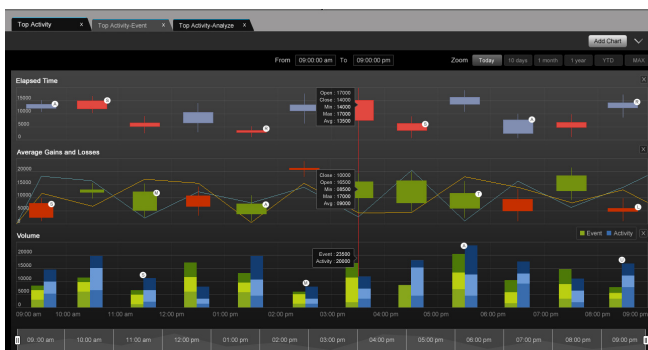 Top Activity x Top Activity-Event x Top Activity-Analyze x
Add Chart
From 09:00:00 am To 09:00:00 pm Zoom Today 10 days 1 month 1 year YTD MAX
Elapsed Time X
15000
10000
5000
0
A
B
R
G
A
R
Open : 17000
Close : 14000
Min : 14000
Max : 17000
Avg : 13500
Average Gains and Losses X
20000
15000
10000
5000
0
M
A
T
L
Close : 10000
Open : 16500
Min : 08500
Max : 17000
Avg : 09000
Volume Event Activity X
20000
15000
10000
5000
0
M
A
Event : 23500
Activity : 20000
09:00 am 10:00 am 11:00 am 12:00 pm 01:00 pm 02:00 pm 03:00 pm 04:00 pm 05:00 pm 06:00 pm 07:00 pm 08:00 pm 09:00 pm
09:00 am 10:00 am 11:00 am 12:00 pm 01:00 pm 02:00 pm 03:00 pm 04:00 pm 05:00 pm 06:00 pm 07:00 pm 08:00 pm 09:00 pm